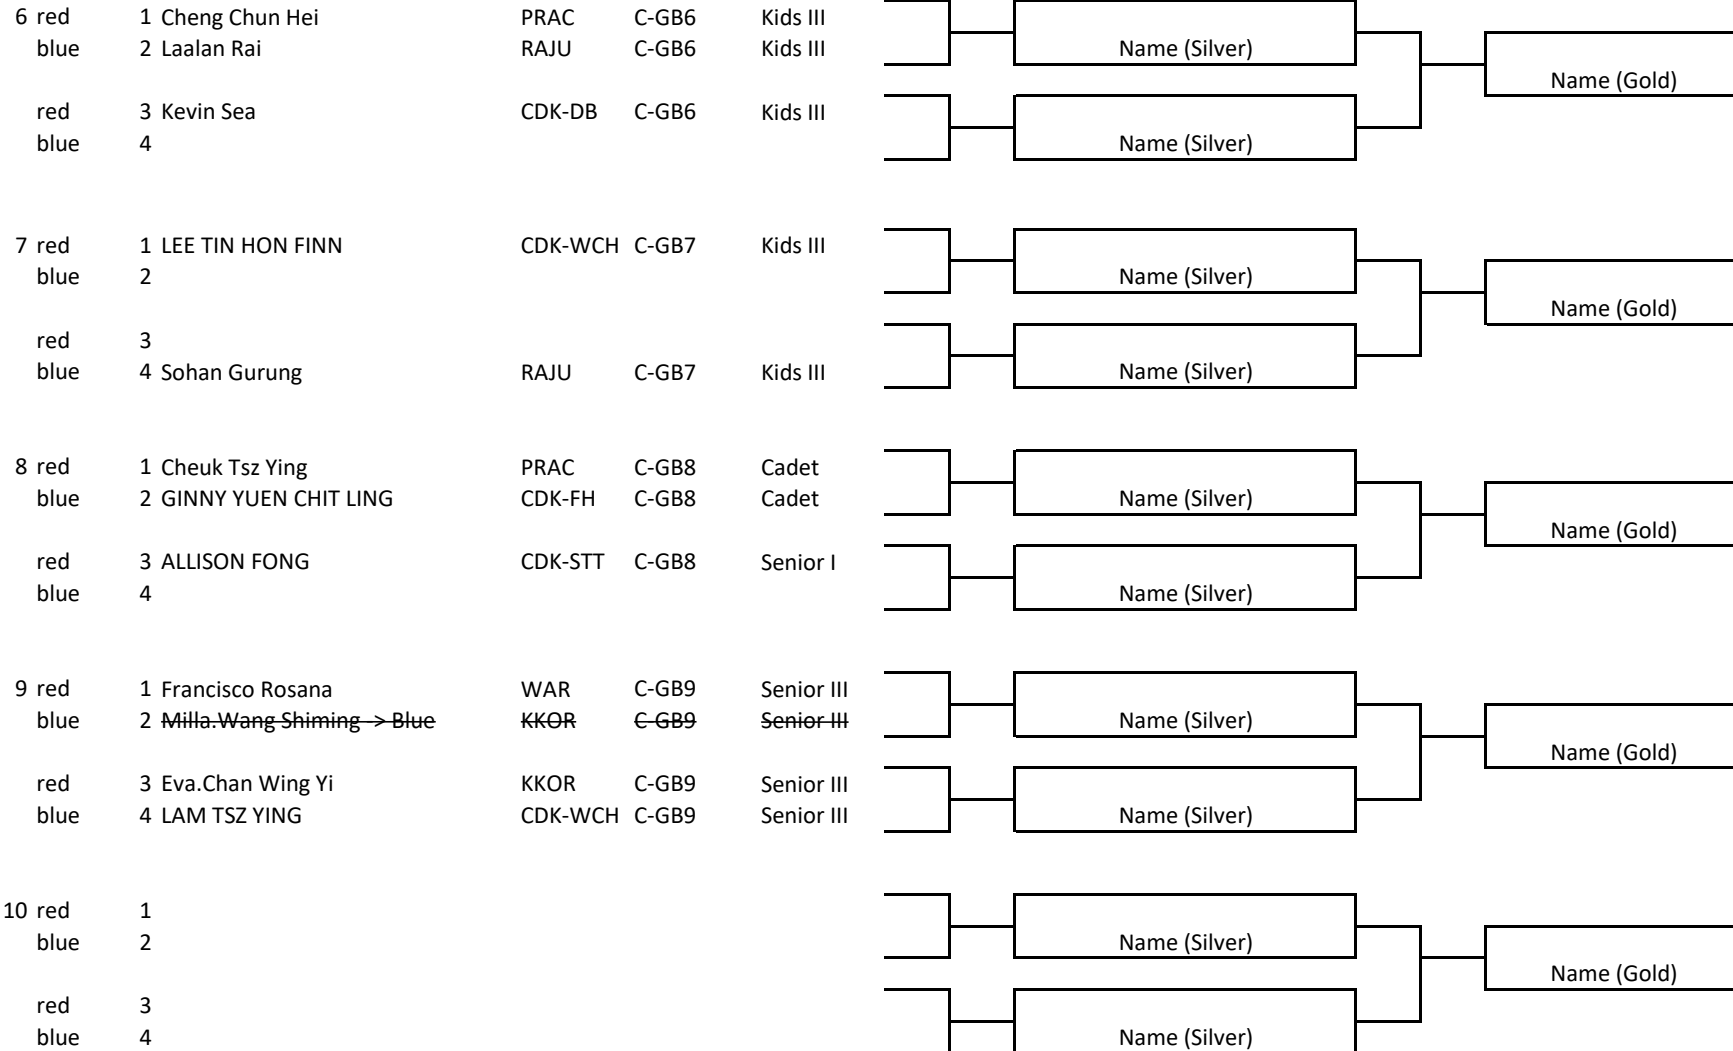 6 red 1 Cheng Chun Hei PRAC C-GB6 Kids III
blue 2 Laalan Rai RAJU C-GB6 Kids III Name (Silver)
Name (Gold)
red 3 Kevin Sea CDK-DB C-GB6 Kids III
blue 4 Name (Silver)
7 red 1 LEE TIN HON FINN CDK-WCH C-GB7 Kids III
blue 2 Name (Silver)
Name (Gold)
red 3
blue 4 Sohan Gurung RAJU C-GB7 Kids III Name (Silver)
8 red 1 Cheuk Tsz Ying PRAC C-GB8 Cadet
blue 2 GINNY YUEN CHIT LING CDK-FH C-GB8 Cadet Name (Silver)
Name (Gold)
red 3 ALLISON FONG CDK-STT C-GB8 Senior I
blue 4 Name (Silver)
9 red 1 Francisco Rosana WAR C-GB9 Senior III
blue 2 Milla.Wang Shiming -> Blue KKOR C-GB9 Senior III Name (Silver)
Name (Gold)
red 3 Eva.Chan Wing Yi KKOR C-GB9 Senior III
blue 4 LAM TSZ YING CDK-WCH C-GB9 Senior III Name (Silver)
10 red 1
blue 2 Name (Silver)
Name (Gold)
red 3
blue 4 Name (Silver)